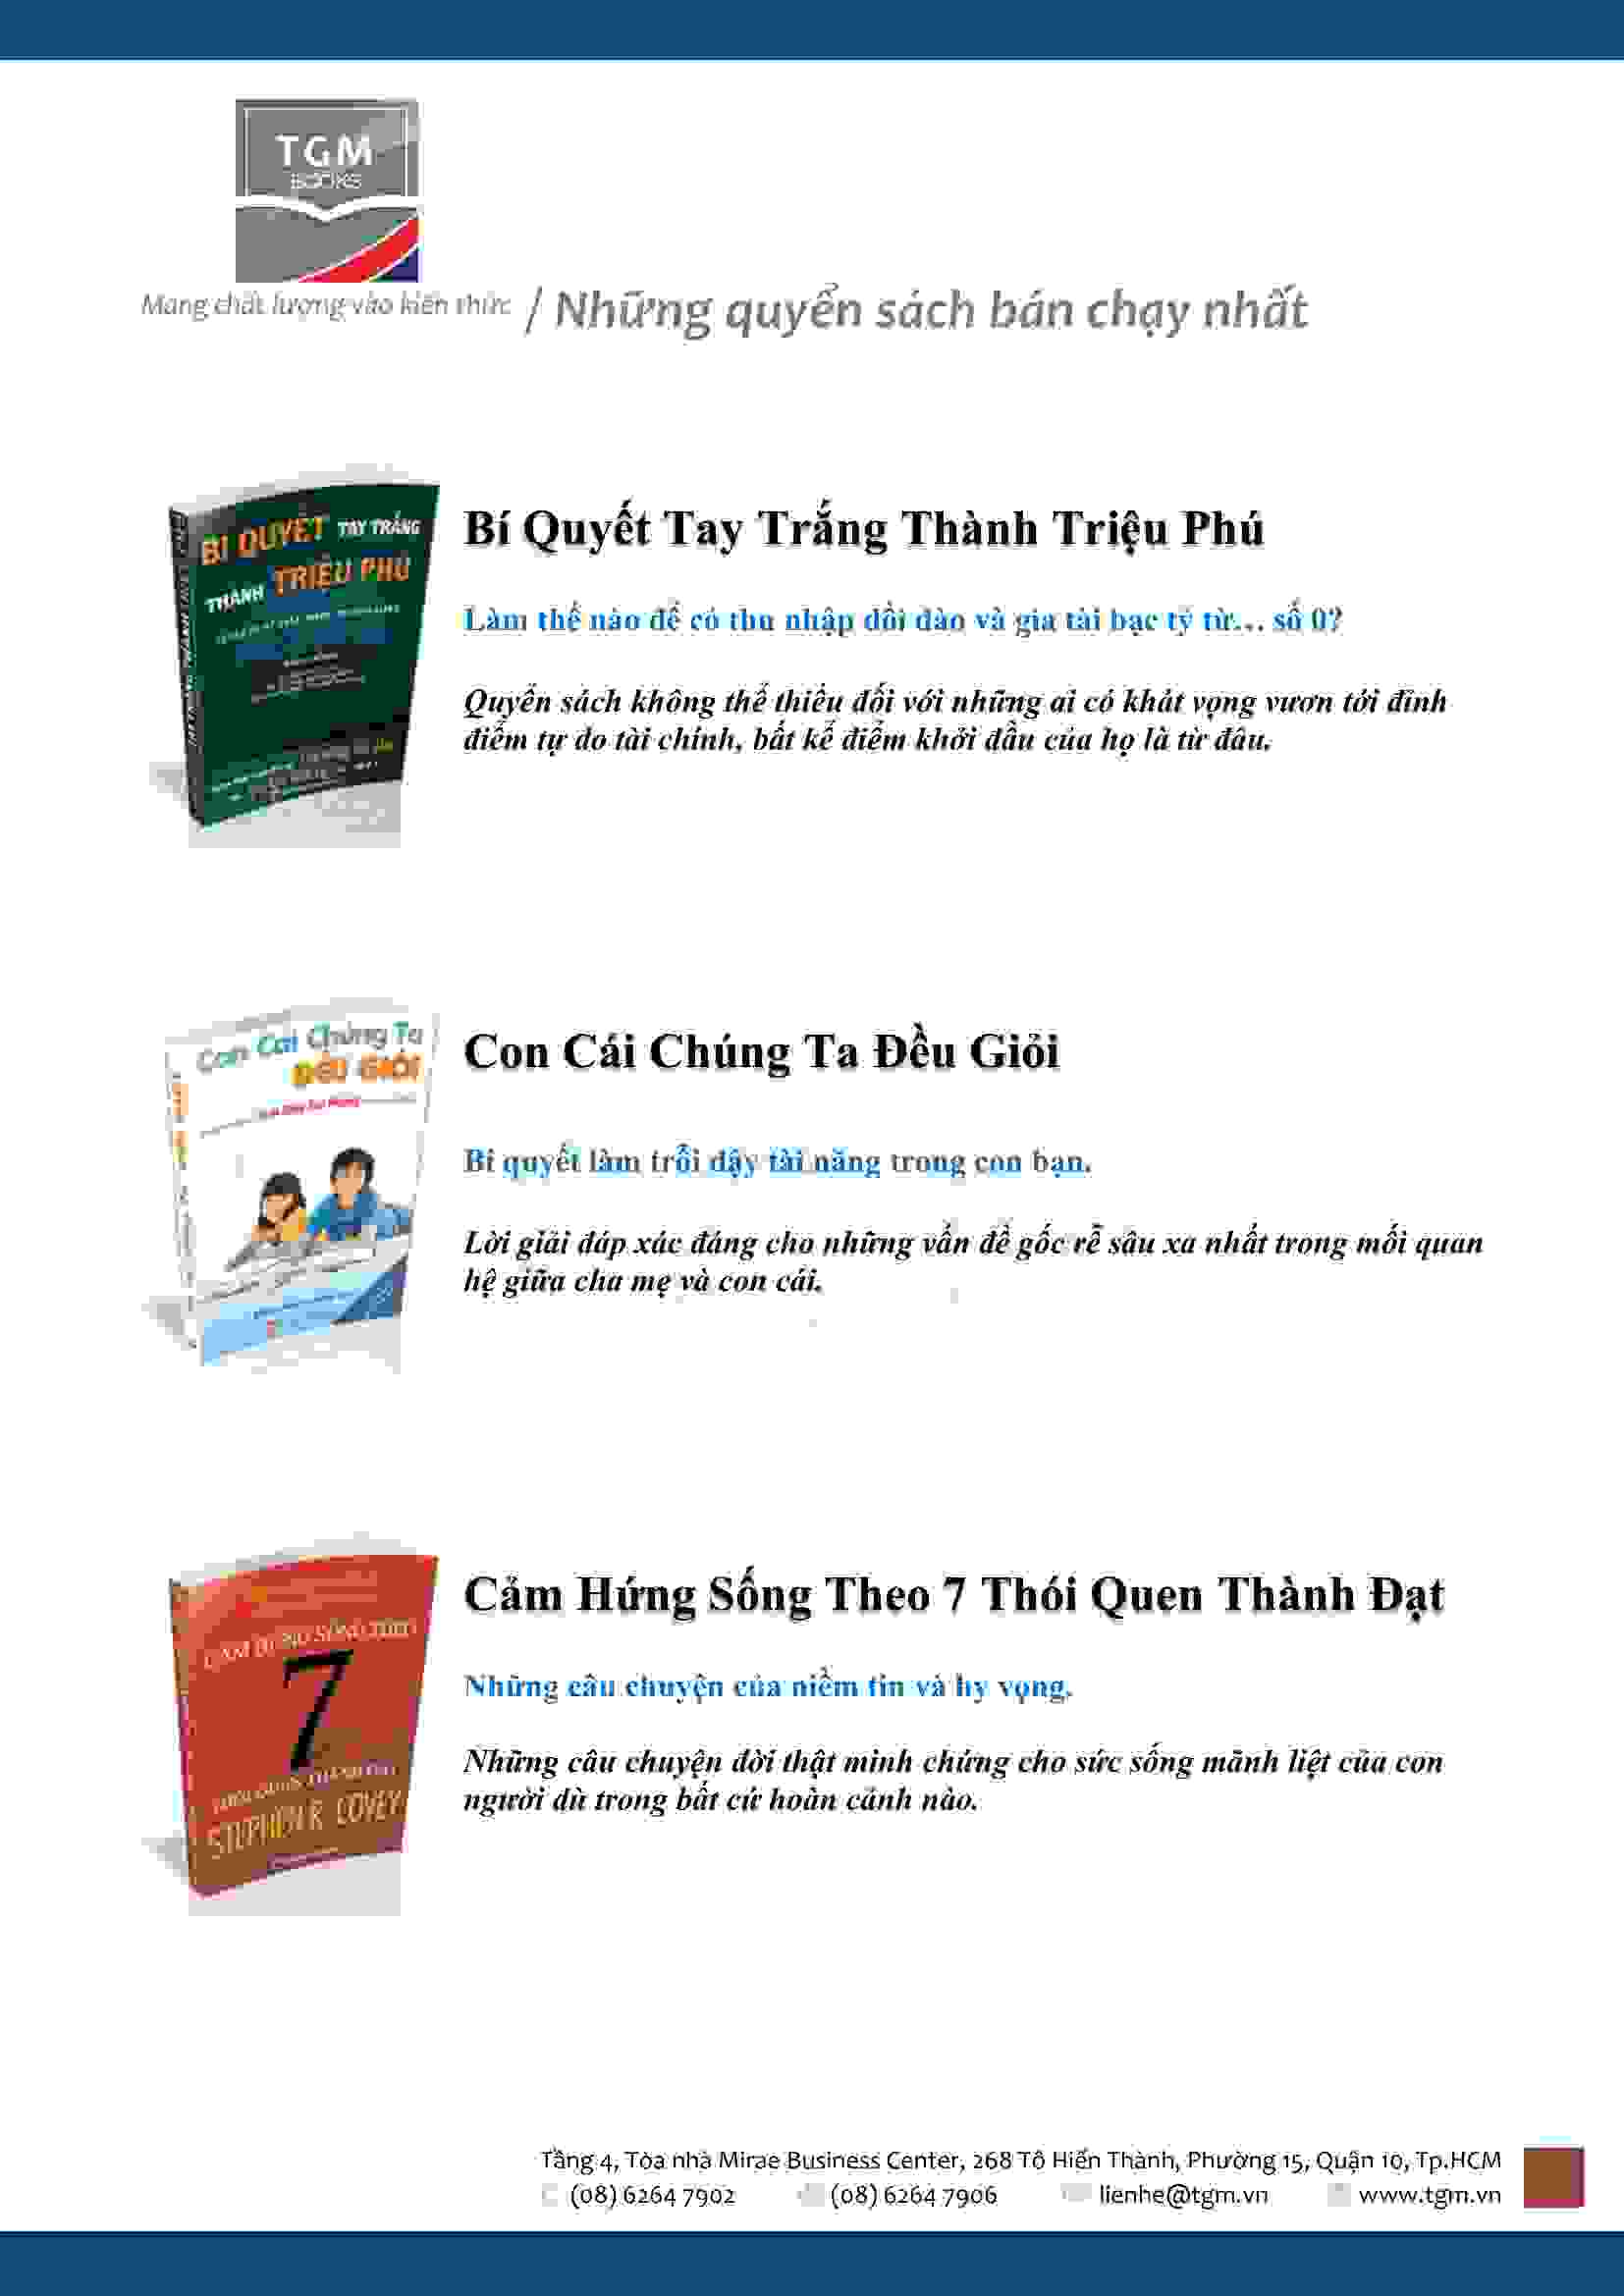 TGM
BOOKS
Mang chất lượng vào kiến thức / Những quyển sách bán chạy nhất
BÍ QUYẾT TAY TRẮNG
THÀNH TRIỆU PHÚ
Bí Quyết Tay Trắng Thành Triệu Phú
Làm thế nào để có thu nhập dồi dào và gia tài bạc tỷ từ... số 0?
Quyển sách không thể thiếu đối với những ai có khát vọng vươn tới đỉnh
điểm tự do tài chính, bất kể điểm khởi đầu của họ là từ đâu.
Con Cái Chúng Ta
ĐỀU GIỎI
Con Cái Chúng Ta Đều Giỏi
Bí quyết làm trỗi dậy tài năng trong con bạn.
Lời giải đáp xác đáng cho những vấn đề gốc rễ sâu xa nhất trong mối quan
hệ giữa cha mẹ và con cái.
CẢM HỨNG SỐNG THEO
7
THÓI QUEN THÀNH ĐẠT
STEPHEN R. COVEY
Cảm Hứng Sống Theo 7 Thói Quen Thành Đạt
Những câu chuyện của niềm tin và hy vọng.
Những câu chuyện đời thật minh chứng cho sức sống mãnh liệt của con
người dù trong bất cứ hoàn cảnh nào.
Tầng 4, Tòa nhà Mirae Business Center, 268 Tô Hiến Thành, Phường 15, Quận 10, Tp.HCM
(08) 6264 7902 (08) 6264 7906 lienhe@tgm.vn www.tgm.vn